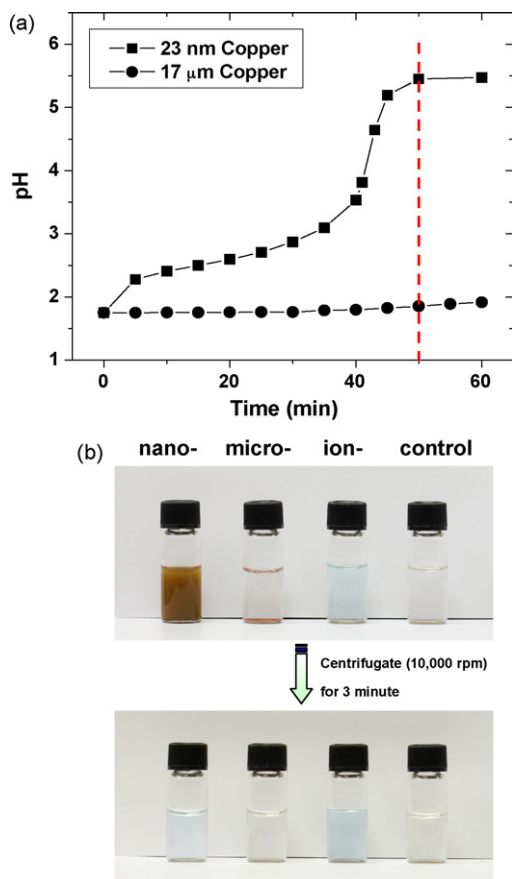 (a)
23 nm Copper
17 μm Copper
pH
6
5
4
3
2
1
0
20
40
60
Time (min)
(b)
nano- micro- ion- control
Centrifugate (10,000 rpm)
for 3 minute